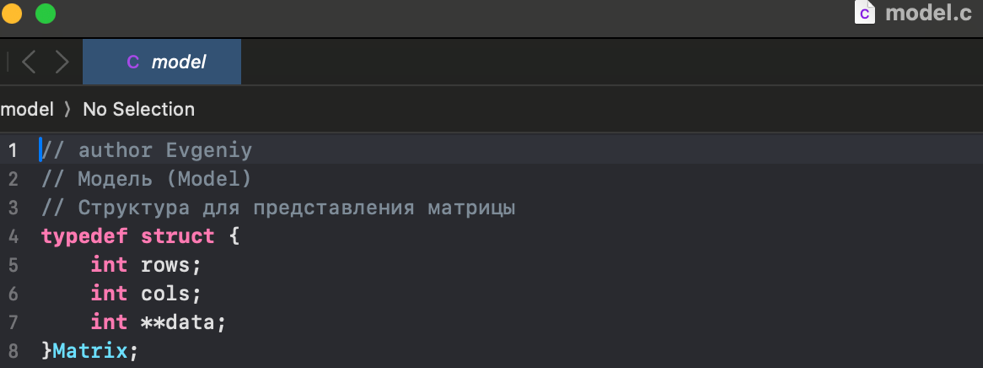 model.c
C model
model 〉 No Selection
1 // author Evgeniy
2 // Модель (Model)
3 // Структура для представления матрицы
4 typedef struct {
5     int rows;
6     int cols;
7     int **data;
8 }Matrix;